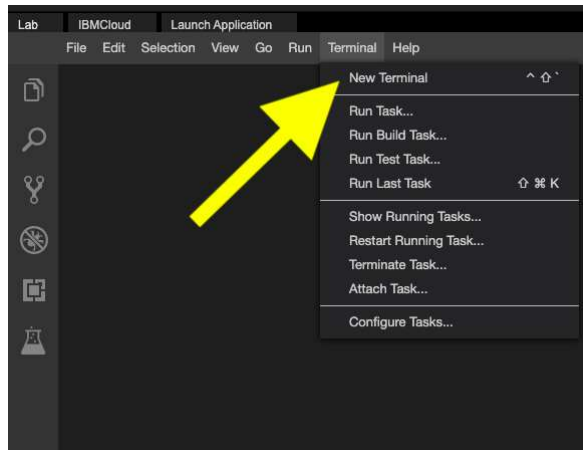 Lab IBMCloud Launch Application
File Edit Selection View Go Run Terminal Help
New Terminal ^⇧`
Run Task...
Run Build Task...
Run Test Task...
Run Last Task ⇧⌘K
Show Running Tasks...
Restart Running Task...
Terminate Task...
Attach Task...
Configure Tasks...